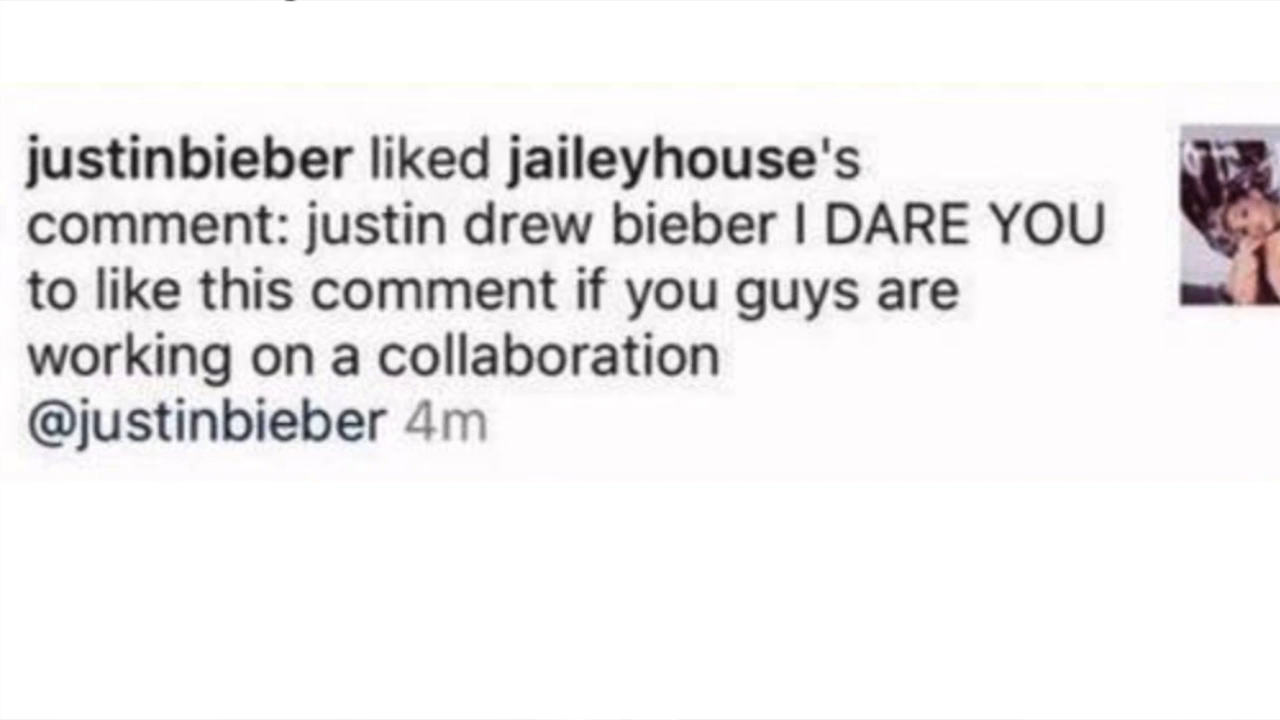 justinbieber liked jaileyhouse's
comment: justin drew bieber I DARE YOU
to like this comment if you guys are
working on a collaboration
@justinbieber 4m